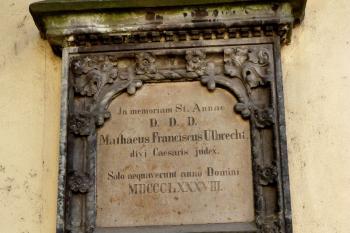 In memoriam St. Annae
D. D. D.
Mathaeus Franciscus Ulbrecht.
divi Caesaris judex.
Solo aequaverunt anno Domini
MDCCCLXXXVIII.